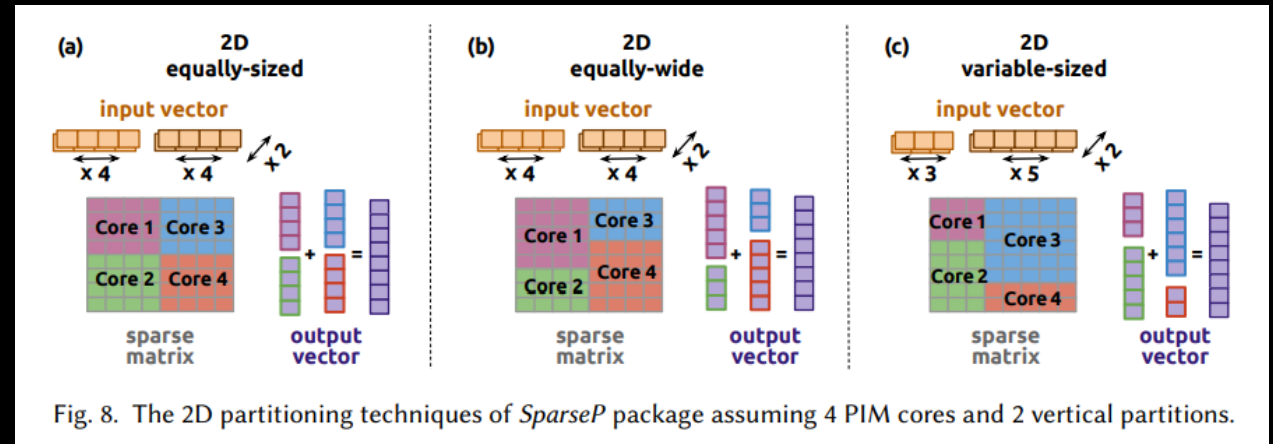 (a)
2D
equally-sized
input vector
x 4
x 4
x 2
Core 1
Core 3
Core 2
Core 4
+
=
sparse
matrix
output
vector
(b)
2D
equally-wide
input vector
x 4
x 4
x 2
Core 1
Core 3
Core 2
Core 4
+
=
sparse
matrix
output
vector
(c)
2D
variable-sized
input vector
x 3
x 5
x 2
Core 1
Core 3
Core 2
Core 4
+
=
sparse
matrix
output
vector
Fig. 8. The 2D partitioning techniques of SparseP package assuming 4 PIM cores and 2 vertical partitions.